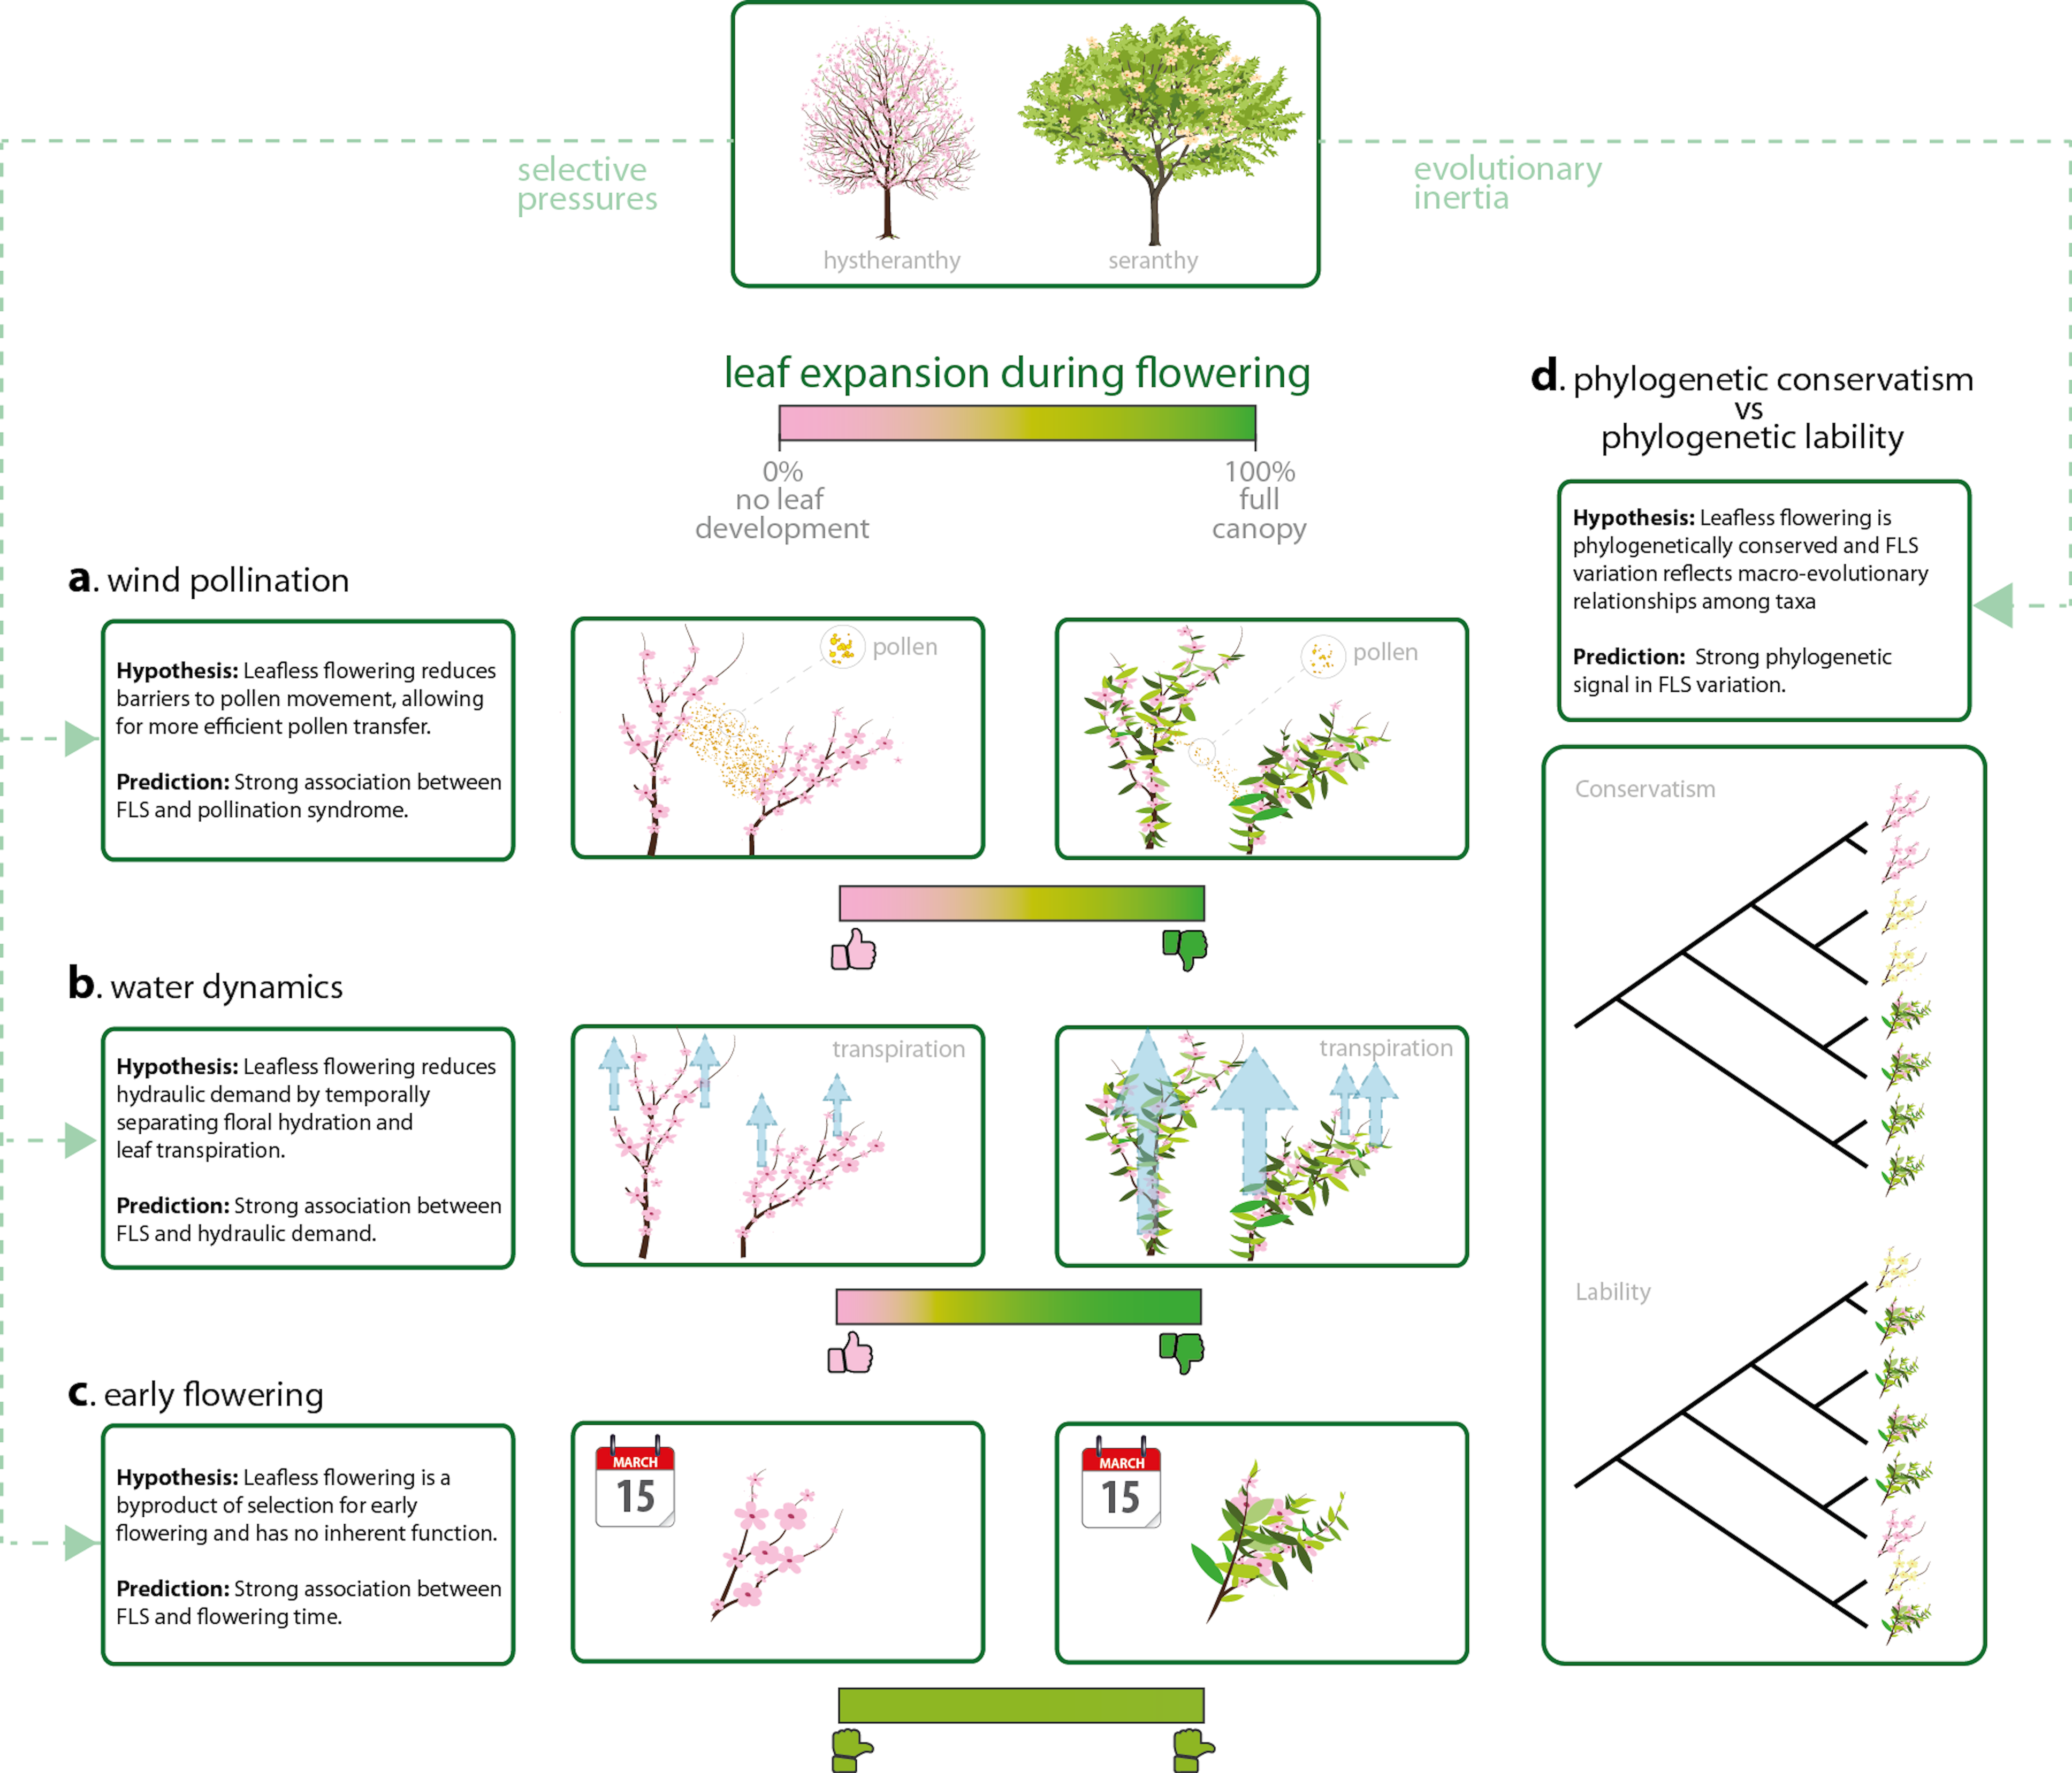 selective
pressures
hystheranthy
seranthy
evolutionary
inertia
leaf expansion during flowering
0%
no leaf
development
100%
full
canopy
a. wind pollination
Hypothesis: Leafless flowering reduces
barriers to pollen movement, allowing
for more efficient pollen transfer.
Prediction: Strong association between
FLS and pollination syndrome.
pollen
pollen
b. water dynamics
Hypothesis: Leafless flowering reduces
hydraulic demand by temporally
separating floral hydration and
leaf transpiration.
Prediction: Strong association between
FLS and hydraulic demand.
transpiration
transpiration
c. early flowering
Hypothesis: Leafless flowering is a
byproduct of selection for early
flowering and has no inherent function.
Prediction: Strong association between
FLS and flowering time.
MARCH
15
MARCH
15
d. phylogenetic conservatism
vs
phylogenetic lability
Hypothesis: Leafless flowering is
phylogenetically conserved and FLS
variation reflects macro-evolutionary
relationships among taxa
Prediction: Strong phylogenetic
signal in FLS variation.
Conservatism
Lability